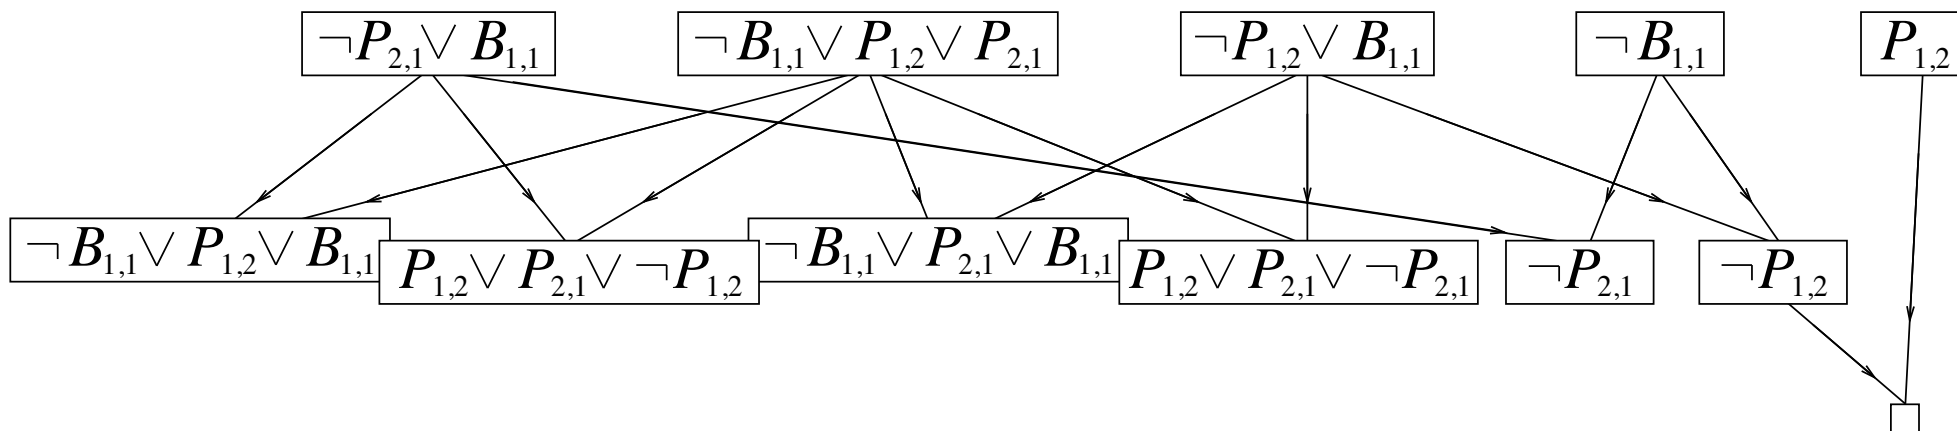 ¬P2,1 ∨ B1,1
¬B1,1 ∨ P1,2 ∨ P2,1
¬P1,2 ∨ B1,1
¬B1,1
P1,2
¬B1,1 ∨ P1,2 ∨ B1,1
P1,2 ∨ P2,1 ∨ ¬P1,2
¬B1,1 ∨ P2,1 ∨ B1,1
P1,2 ∨ P2,1 ∨ ¬P2,1
¬P2,1
¬P1,2